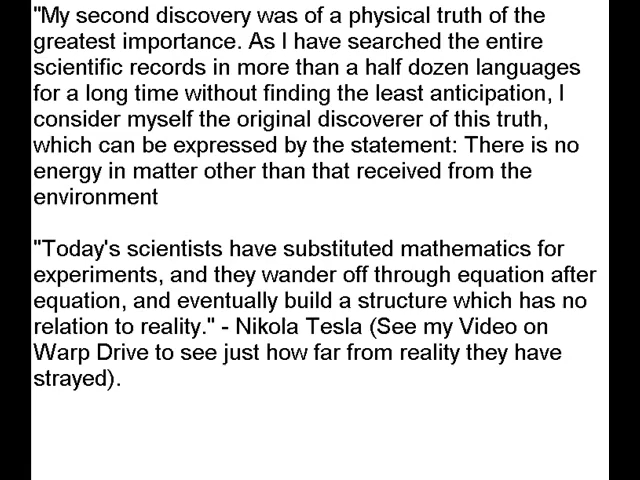 "My second discovery was of a physical truth of the
greatest importance. As I have searched the entire
scientific records in more than a half dozen languages
for a long time without finding the least anticipation, I
consider myself the original discoverer of this truth,
which can be expressed by the statement: There is no
energy in matter other than that received from the
environment
"Today's scientists have substituted mathematics for
experiments, and they wander off through equation after
equation, and eventually build a structure which has no
relation to reality." - Nikola Tesla (See my Video on
Warp Drive to see just how far from reality they have
strayed).